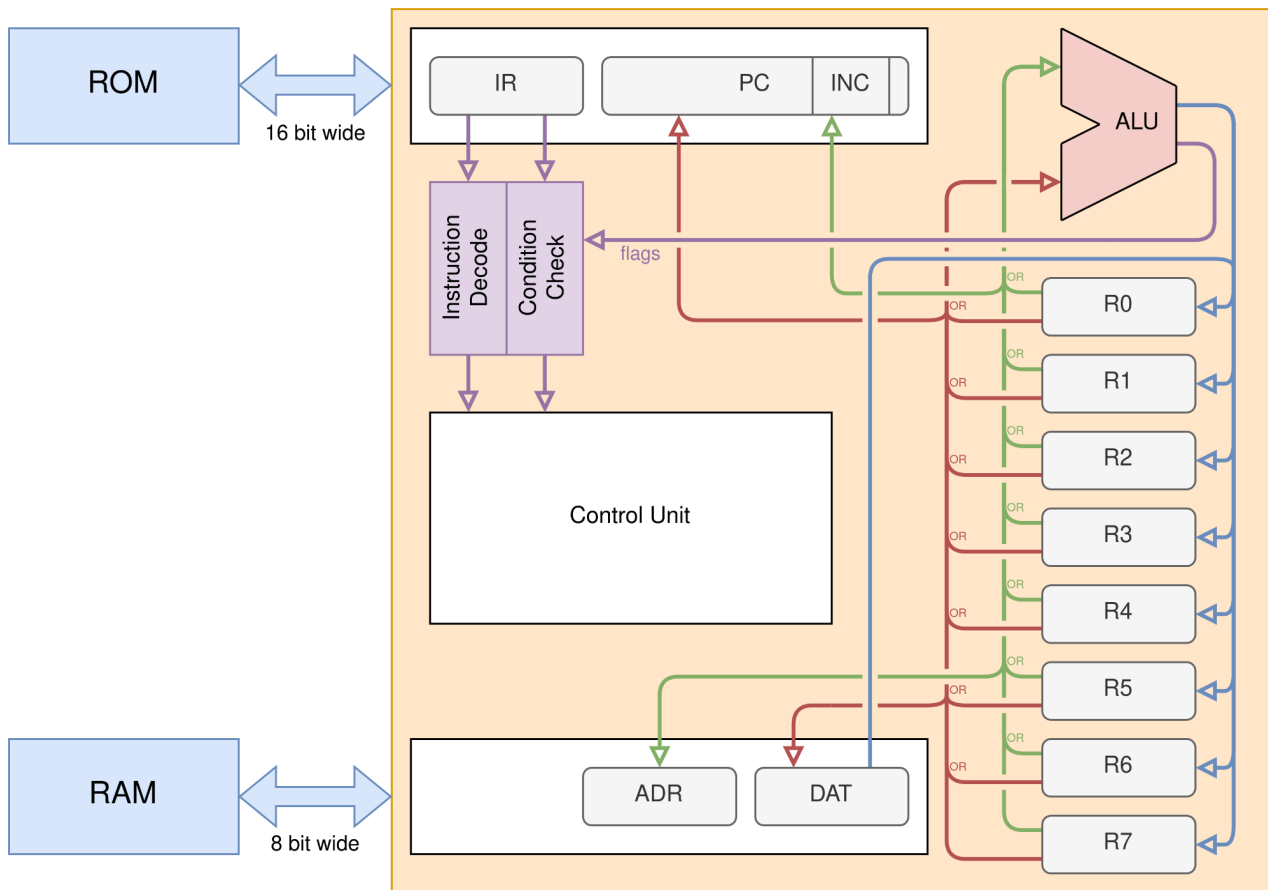 ROM
16 bit wide
IR
PC
INC
ALU
Instruction
Decode
Condition
Check
flags
OR
R0
OR
OR
R1
OR
OR
R2
OR
OR
R3
OR
Control Unit
OR
R4
OR
OR
R5
OR
OR
R6
OR
R7
RAM
8 bit wide
ADR
DAT